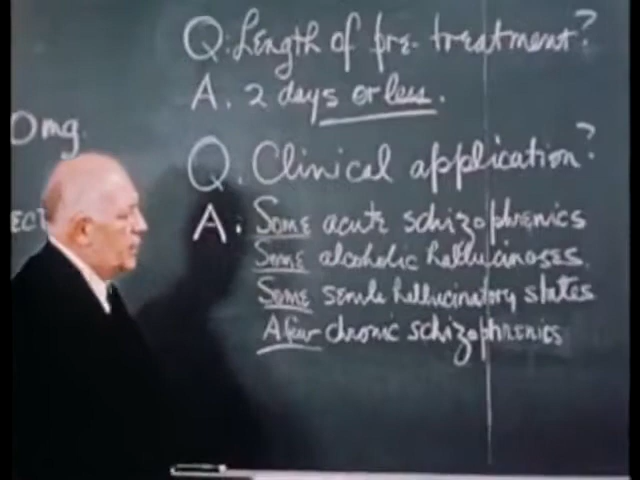 Q. Length of pre-treatment?
A. 2 days or less.
0 mg.
Q. Clinical application?
ECT
A. Some acute schizophrenics
Some alcoholic hallucinoses.
Some senile hallucinatory states
A few chronic schizophrenics